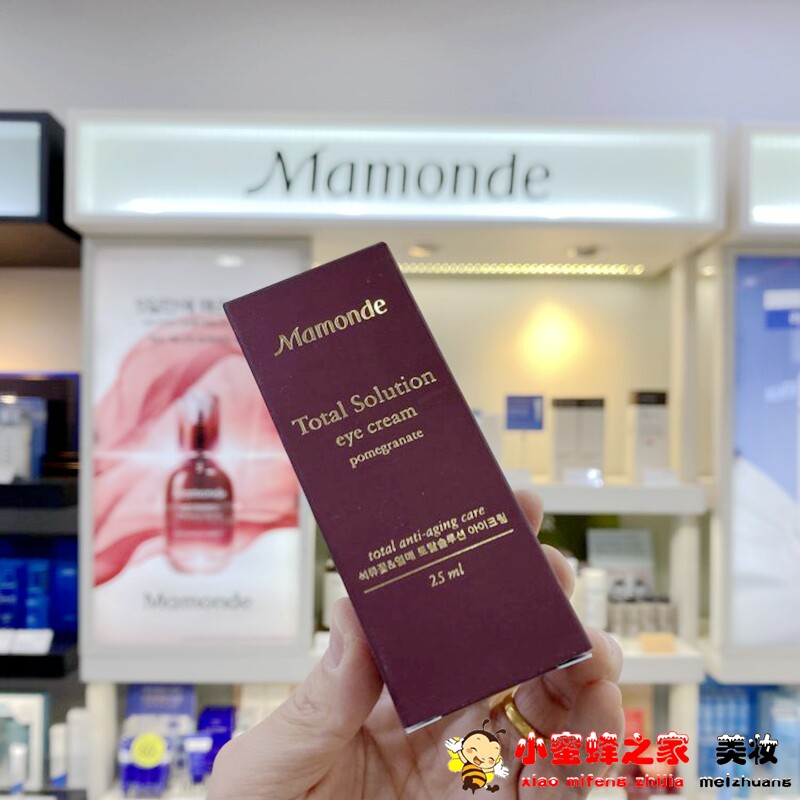 Mamonde
Mamonde
Total Solution
eye cream
pomegranate
total anti-aging care
석류꽃&열매 토탈솔루션 아이크림
25 ml
Mamonde
Mamonde
小蜜蜂之家 美妆
xiao mifeng zhijia meizhuang